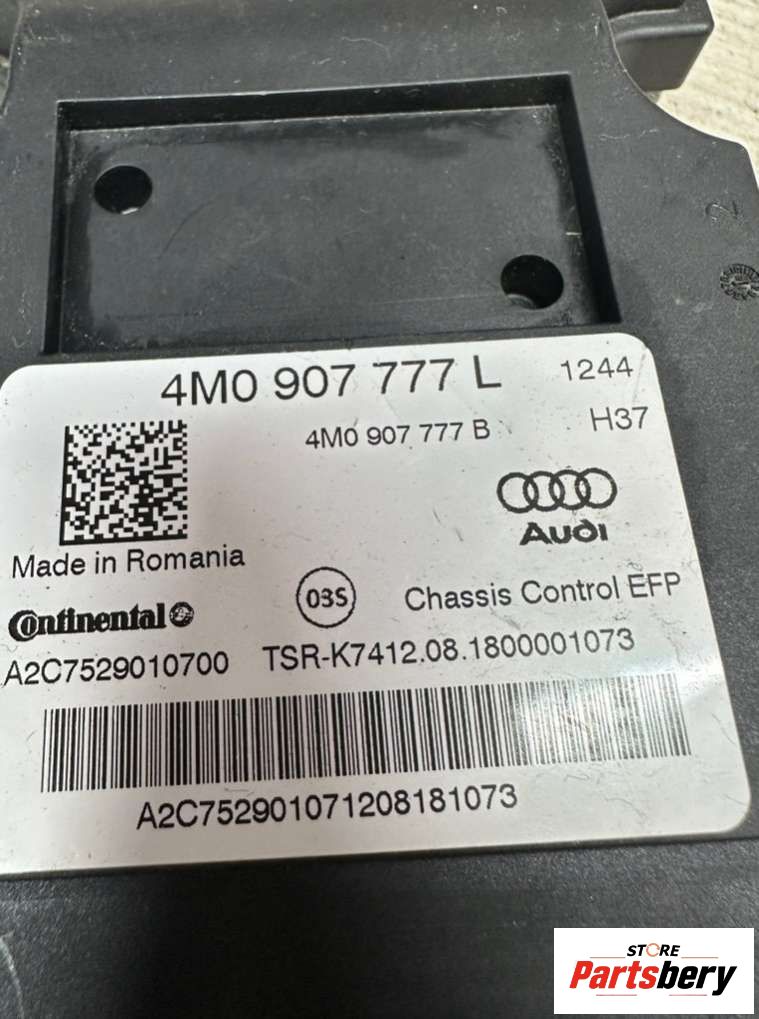 2
4M0 907 777 L 1244
4M0 907 777 B H37
Audi
Made in Romania
Continental 03S Chassis Control EFP
A2C7529010700 TSR-K7412.08.1800001073
A2C752901071208181073
STORE
Partsbery